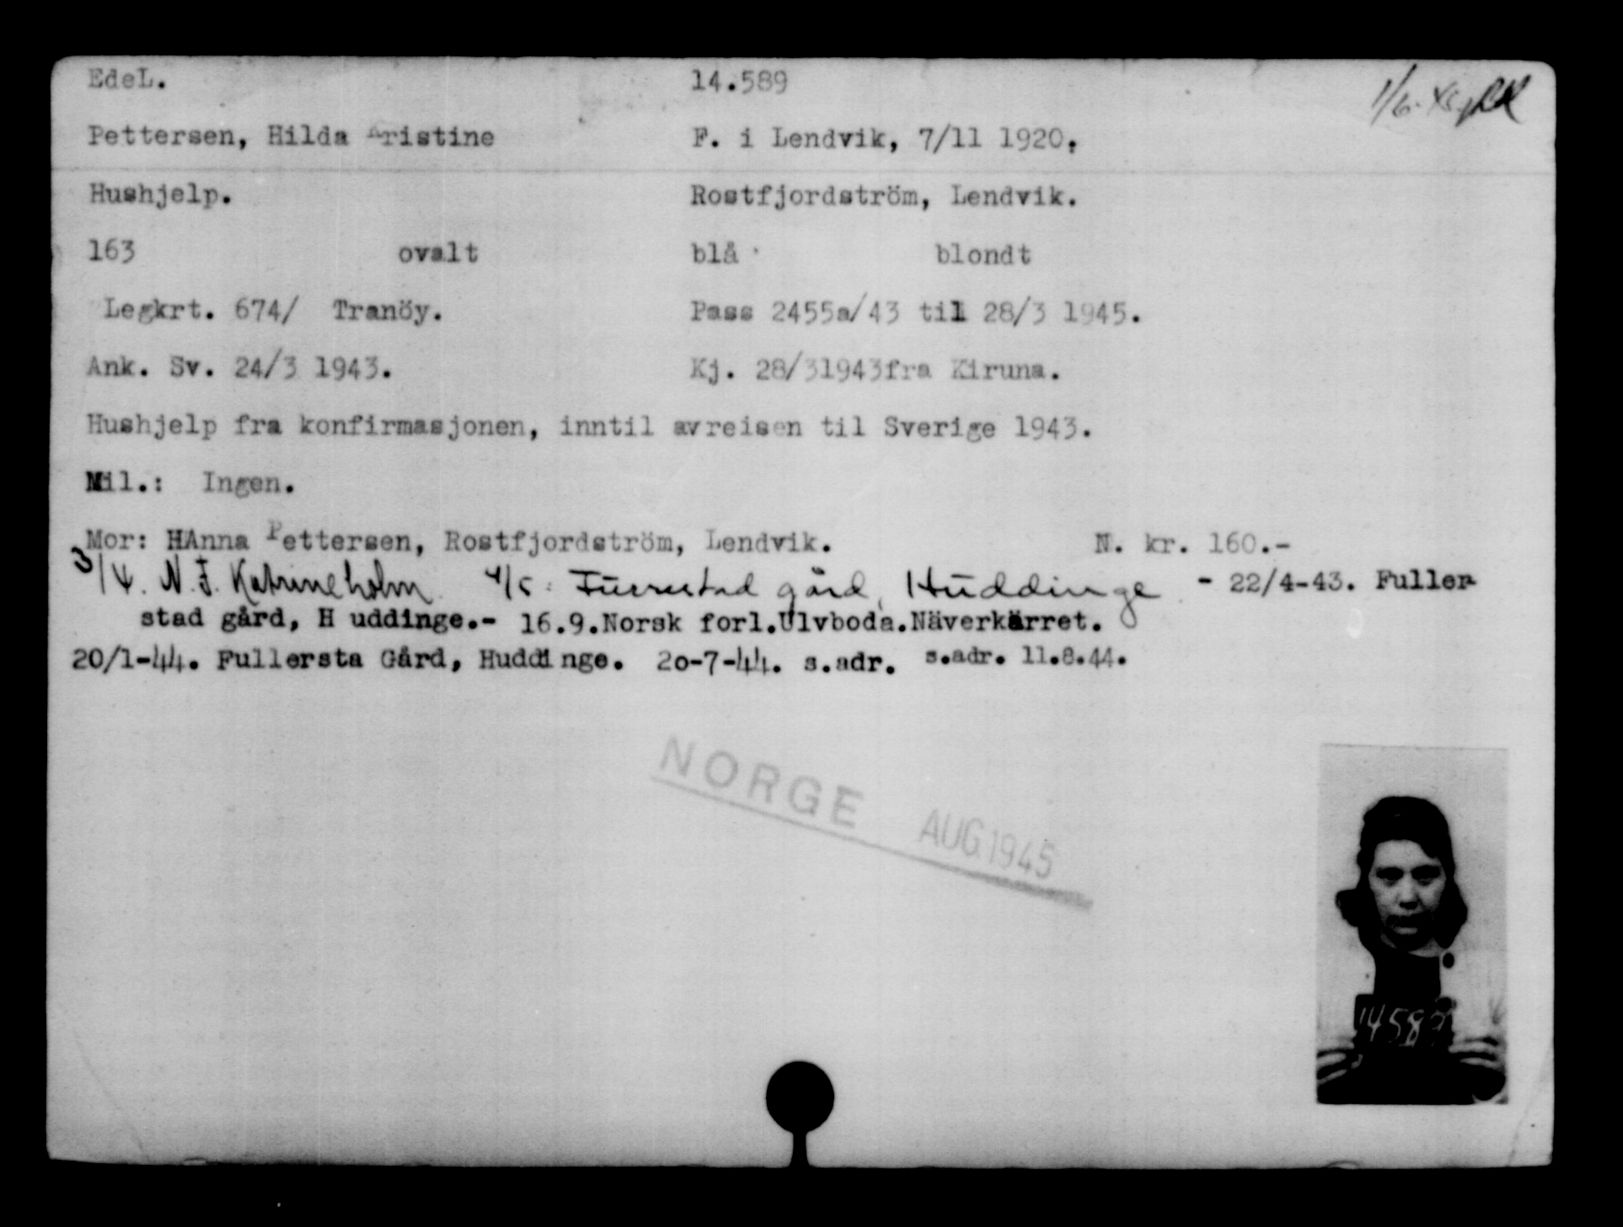 EdeL. 14.589
Pettersen, Hilda Kristine F. i Lendvik, 7/11 1920.
Hushjelp. Rostfjordström, Lendvik.
163 ovalt blå blondt
Legkrt. 674/ Tranöy. Pass 2455a/43 til 28/3 1945.
Ank. Sv. 24/3 1943. Kj. 28/31943fra Kiruna.
Hushjelp fra konfirmasjonen, inntil avreisen til Sverige 1943.
Mil.: Ingen.
Mor: HAnna Pettersen, Rostfjordström, Lendvik. N. kr. 160.-
3/4. N.F. Katrineholm. 4/5: gård, Huddinge - 22/4-43. Fuller
stad gård, H uddinge.- 16.9.Norsk forl.Ulvboda.Näverkärret.
20/1-44. Fullersta Gård, Huddinge. 2o-7-44. s.adr. s.adr. 11.8.44.
NORGE AUG 1945
14589